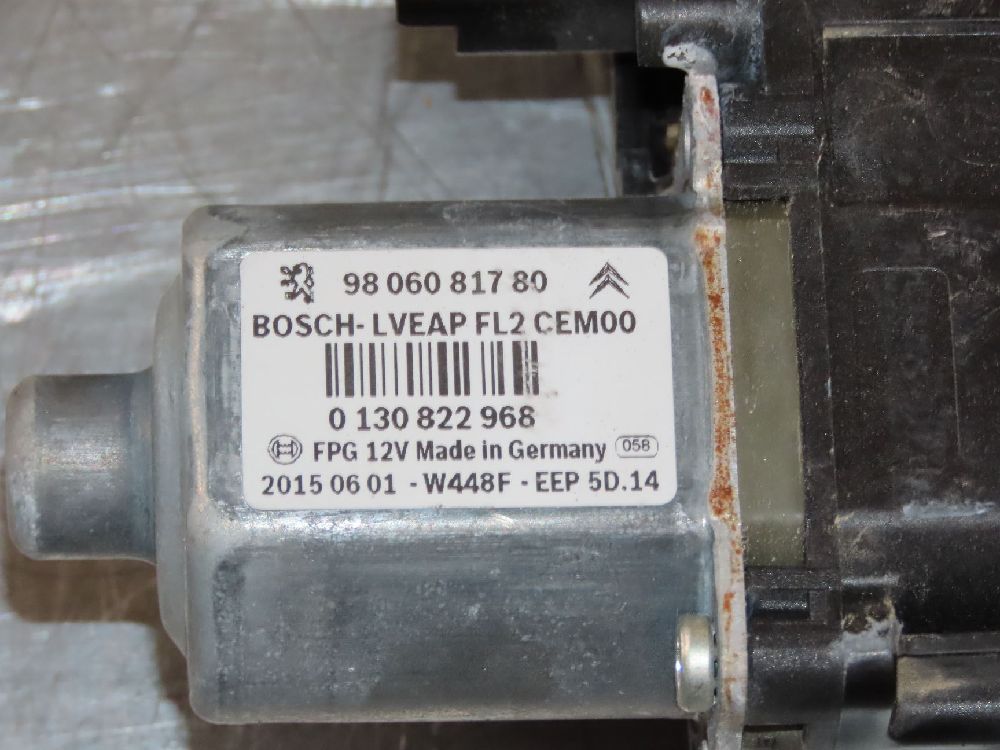 98 060 817 80
BOSCH- LVEAP FL2 CEM00
0 130 822 968
FPG 12V Made in Germany 058
2015 06 01 - W448F - EEP 5D.14